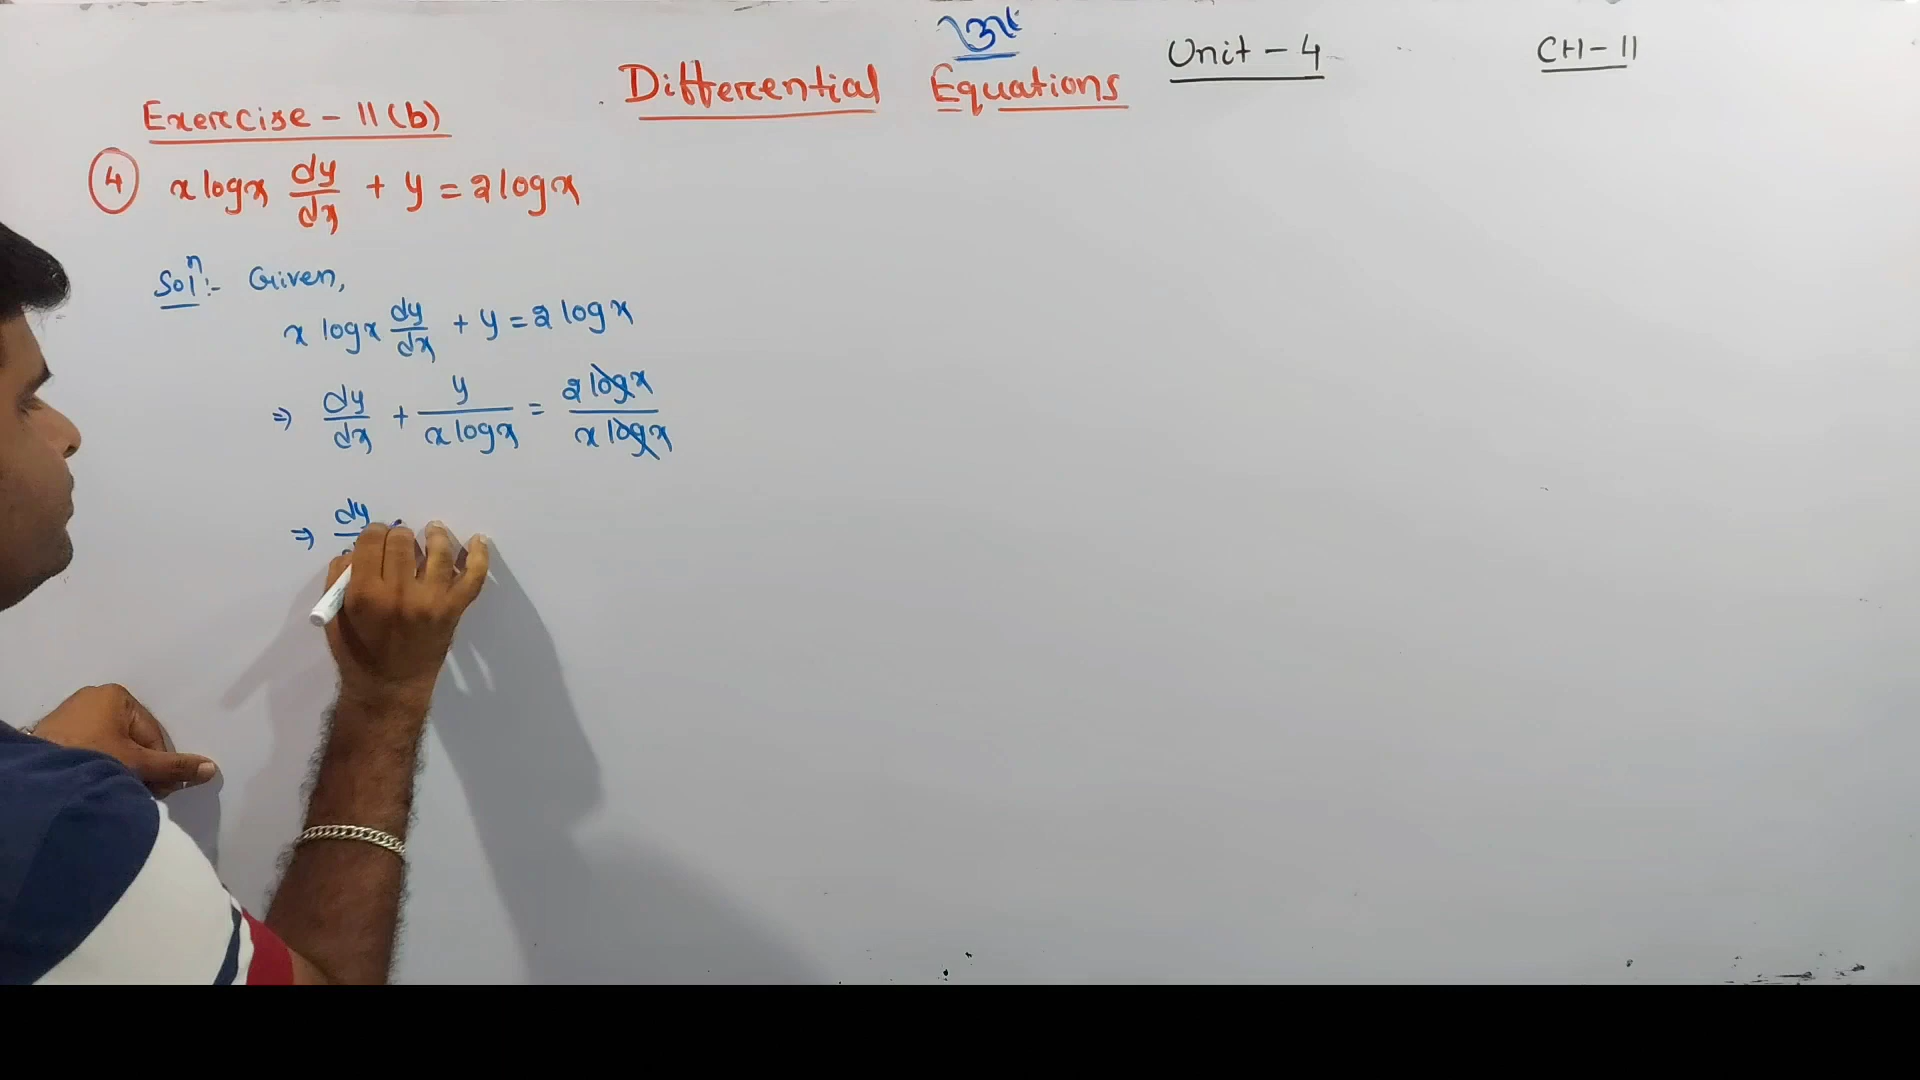 Unit - 4
CH - 11
Differential Equations
Exercise - 11(b)
4 x log x dy/dx + y = 2 log x
Solⁿ:- Given,
x log x dy/dx + y = 2 log x
⇒ dy/dx + y/(x log x) = 2 log x/(x log x)
⇒ dy